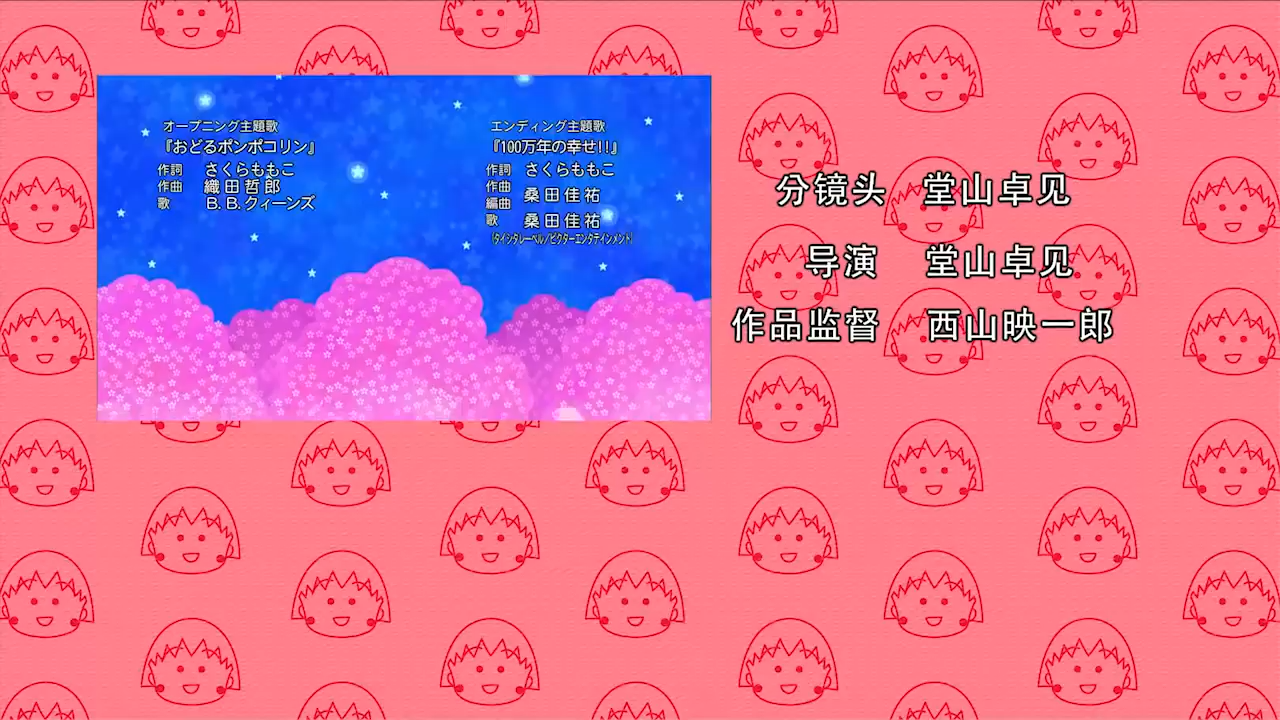 オープニング主題歌
『おどるポンポコリン』
作詞 さくらももこ
作曲 織田哲郎
歌 B.B.クィーンズ
エンディング主題歌
『100万年の幸せ!!』
作詞 さくらももこ
作曲
編曲 桑田佳祐
歌 桑田佳祐
(タイシタレーベル/ビクターエンタテインメント)
分镜头 堂山卓见
导演 堂山卓见
作品监督 西山映一郎